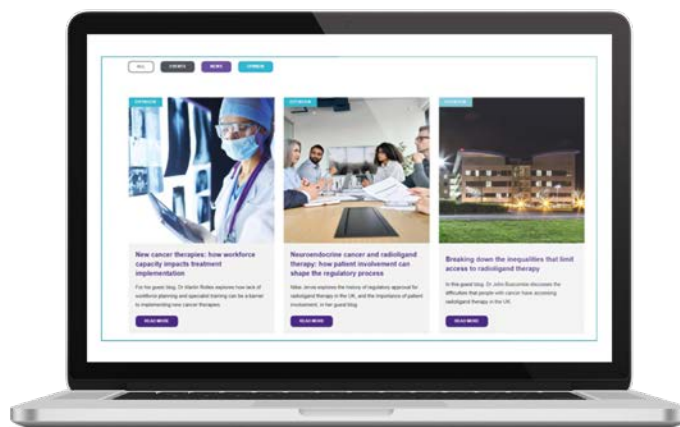 ALL
EVENTS
NEWS
OPINION
OPINION
OPINION
OPINION
New cancer therapies: how workforce
capacity impacts treatment
implementation
For her guest blog, Dr Martin Rolles explores how lack of
workforce planning and specialist training can be a barrier
to implementing new cancer therapies.
READ MORE
Neuroendocrine cancer and radioligand
therapy: how patient involvement can
shape the regulatory process
Nikie Jervis explores the history of regulatory approval for
radioligand therapy in the UK, and the importance of patient
involvement, in her guest blog.
READ MORE
Breaking down the inequalities that limit
access to radioligand therapy
In this guest blog, Dr John Buscombe discusses the
difficulties that people with cancer have accessing
radioligand therapy in the UK.
READ MORE